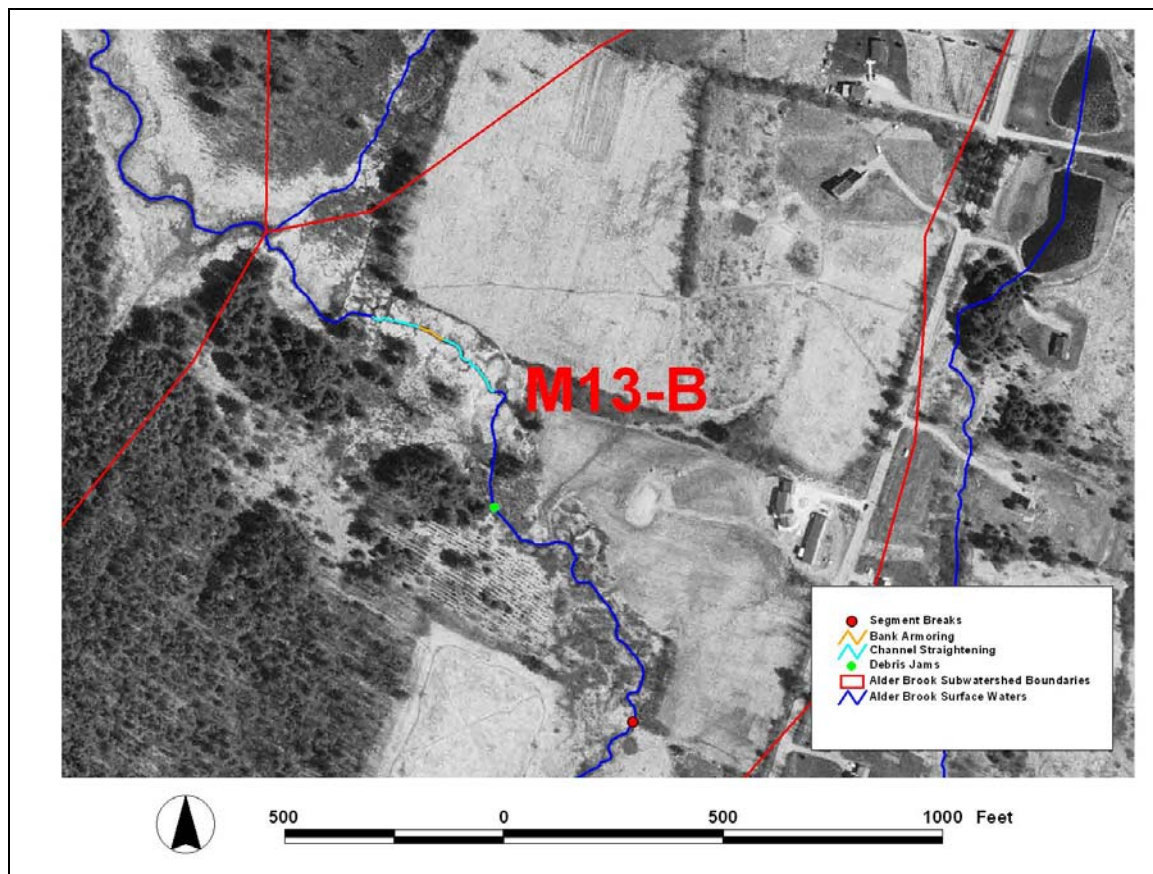 M13-B
Segment Breaks
Bank Armoring
Channel Straightening
Debris Jams
Alder Brook Subwatershed Boundaries
Alder Brook Surface Waters
500 0 500 1000 Feet